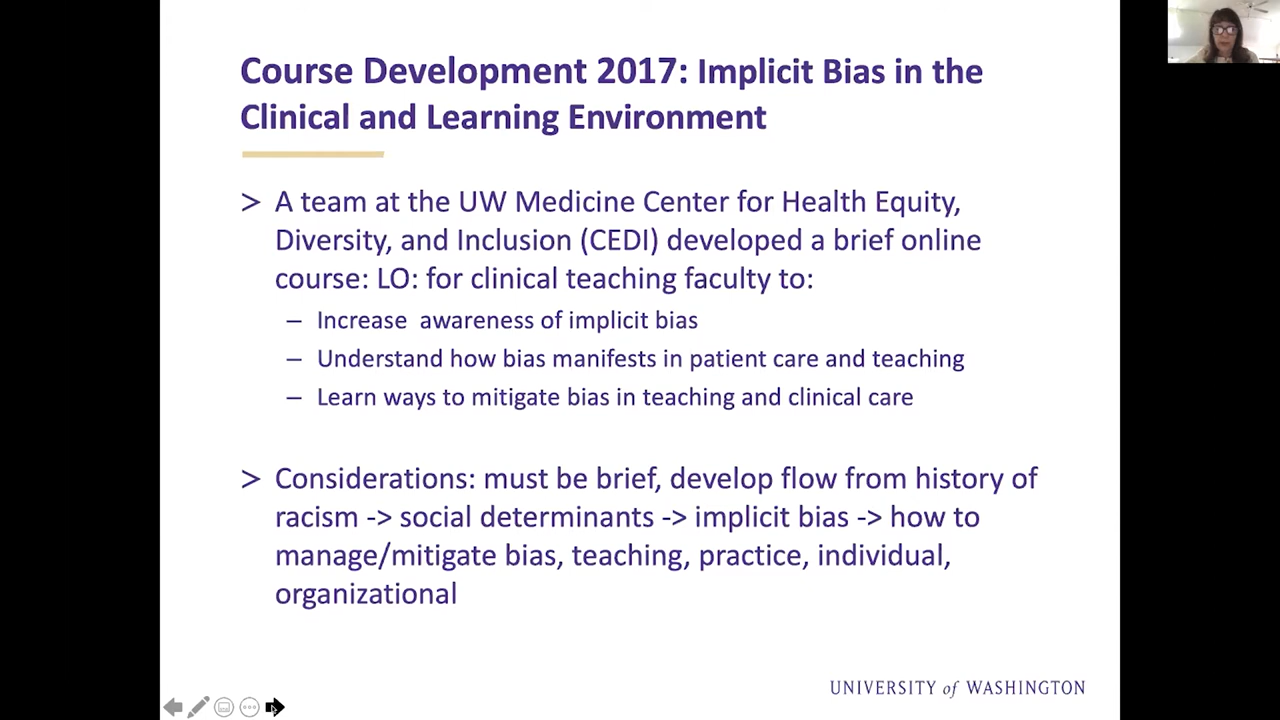 Course Development 2017: Implicit Bias in the
Clinical and Learning Environment
> A team at the UW Medicine Center for Health Equity,
Diversity, and Inclusion (CEDI) developed a brief online
course: LO: for clinical teaching faculty to:
– Increase  awareness of implicit bias
– Understand how bias manifests in patient care and teaching
– Learn ways to mitigate bias in teaching and clinical care
> Considerations: must be brief, develop flow from history of
racism -> social determinants -> implicit bias -> how to
manage/mitigate bias, teaching, practice, individual,
organizational
UNIVERSITY of WASHINGTON